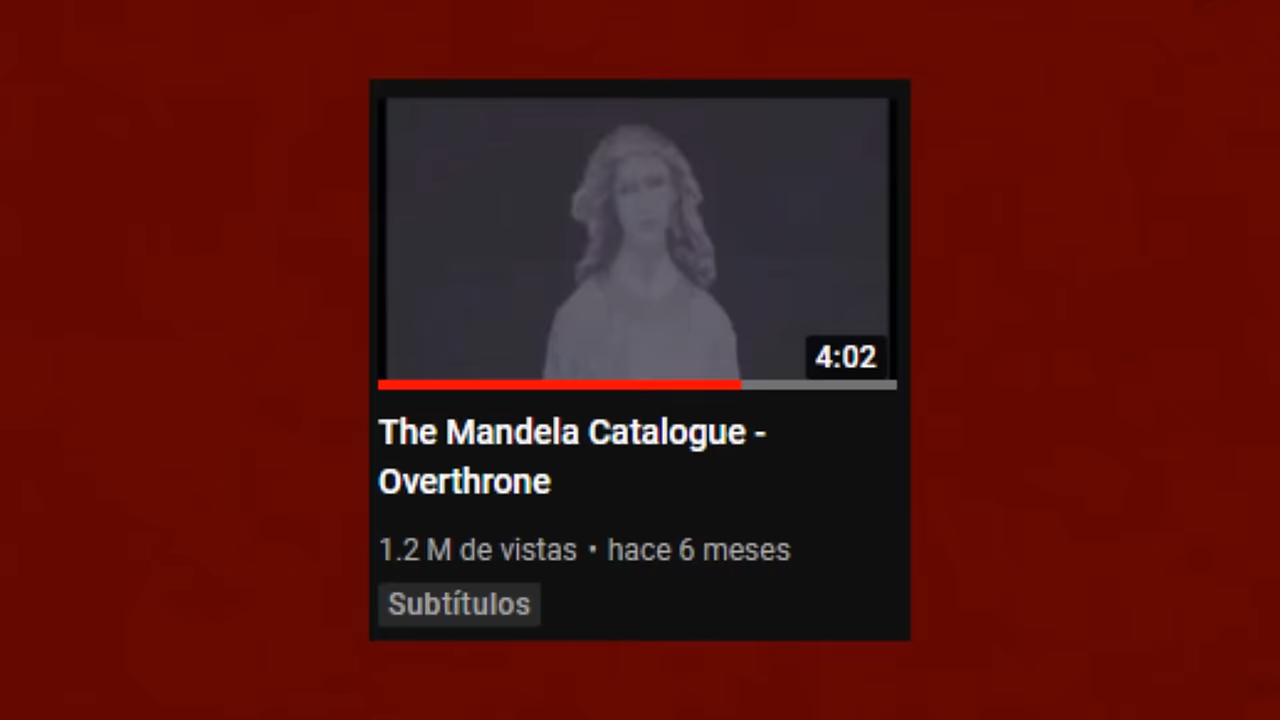 4:02
The Mandela Catalogue -
Overthrone
1.2 M de vistas • hace 6 meses
Subtítulos